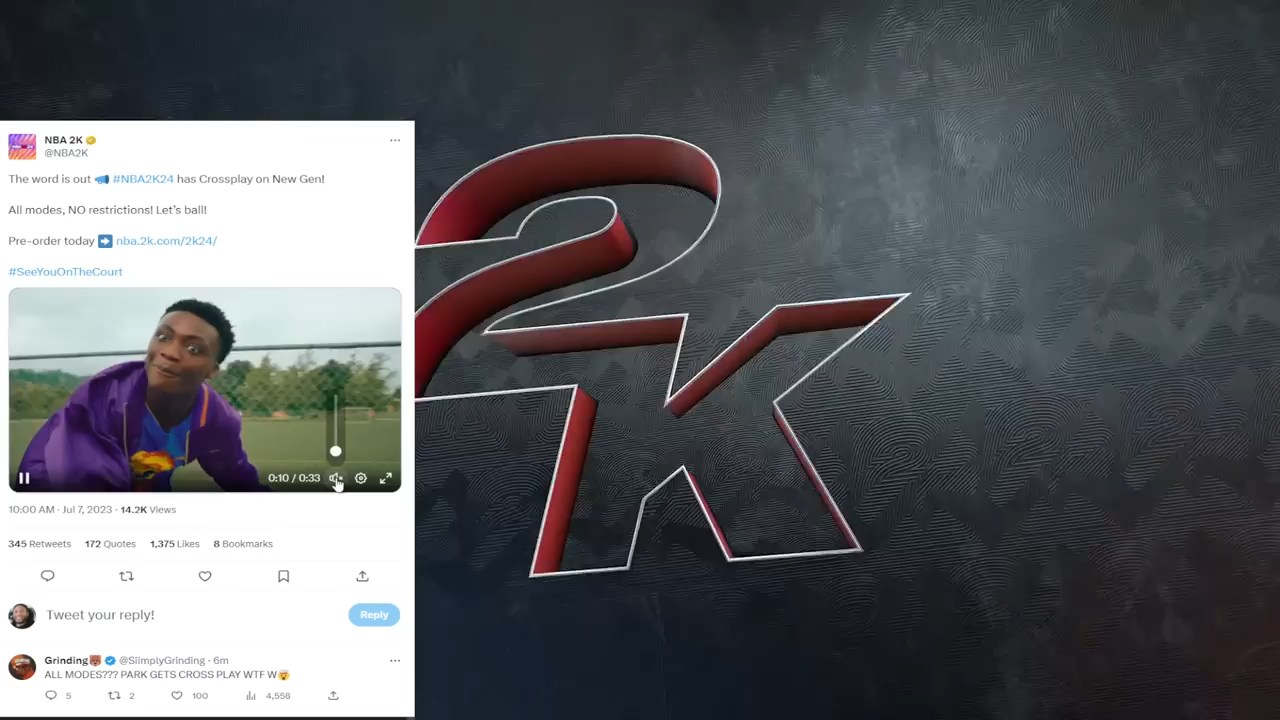 NBA 2K
@NBA2K
The word is out #NBA2K24 has Crossplay on New Gen!
All modes, NO restrictions! Let's ball!
Pre-order today nba.2k.com/2k24/
#SeeYouOnTheCourt
0:10 / 0:33
10:00 AM · Jul 7, 2023 · 14.2K Views
345 Retweets 172 Quotes 1,375 Likes 8 Bookmarks
Tweet your reply! Reply
Grinding @SiimplyGrinding · 6m
ALL MODES??? PARK GETS CROSS PLAY WTF W
5 2 100 4,558
2K